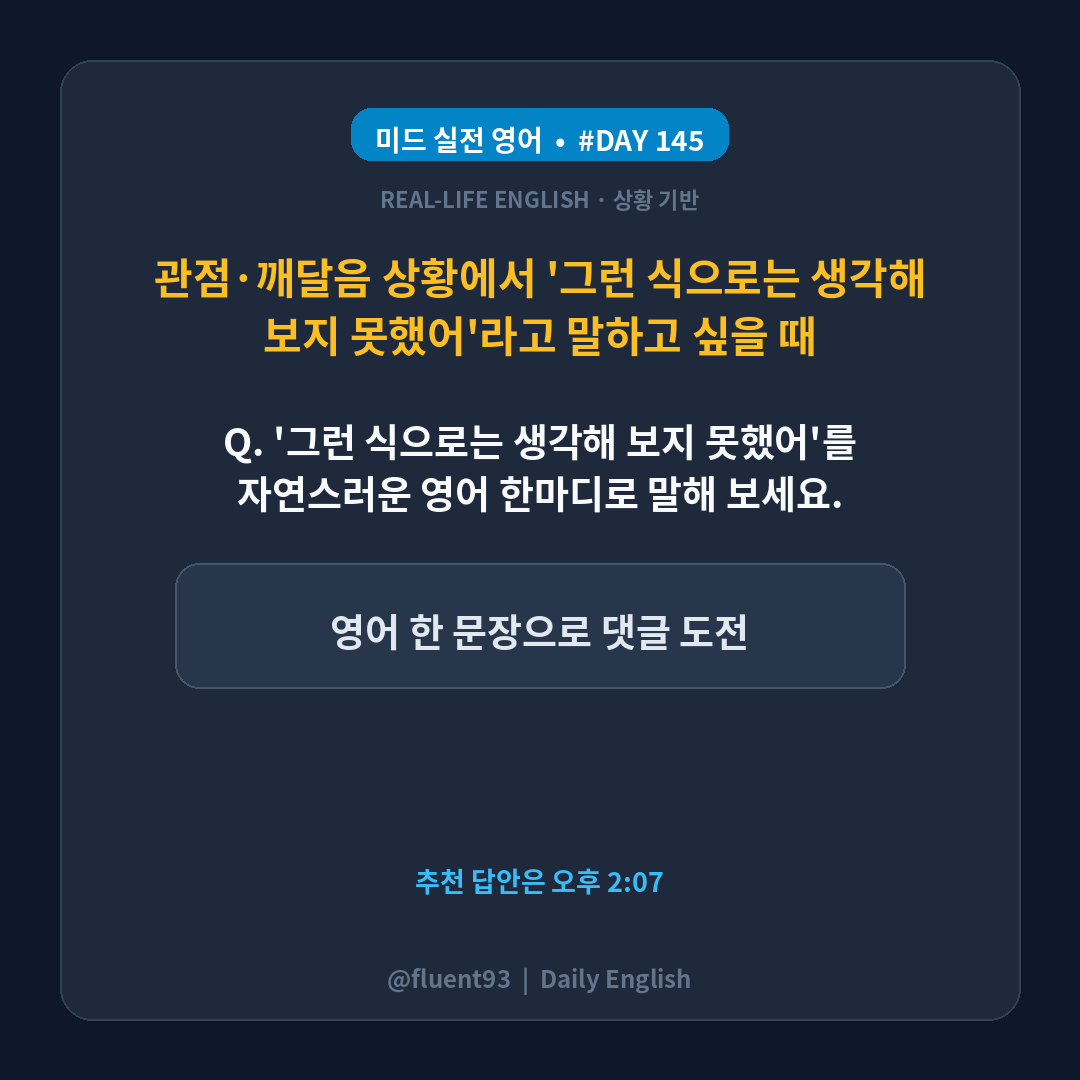 미드 실전 영어 • #DAY 145
REAL-LIFE ENGLISH · 상황 기반
관점·깨달음 상황에서 '그런 식으로는 생각해
보지 못했어'라고 말하고 싶을 때
Q. '그런 식으로는 생각해 보지 못했어'를
자연스러운 영어 한마디로 말해 보세요.
영어 한 문장으로 댓글 도전
추천 답안은 오후 2:07
@fluent93 | Daily English